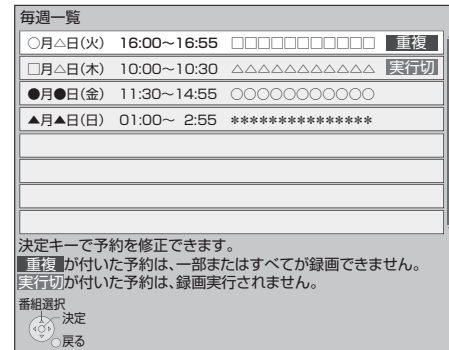 毎週一覧
○月△日(火) 16:00～16:55 □□□□□□□□□□□ 重複
□月△日(木) 10:00～10:30 △△△△△△△△△△△ 実行切
●月●日(金) 11:30～14:55 ○○○○○○○○○○○
▲月▲日(日) 01:00～ 2:55 ***************
決定キーで予約を修正できます。
重複 が付いた予約は、一部またはすべてが録画できません。
実行切が付いた予約は、録画実行されません。
番組選択
決定
戻る